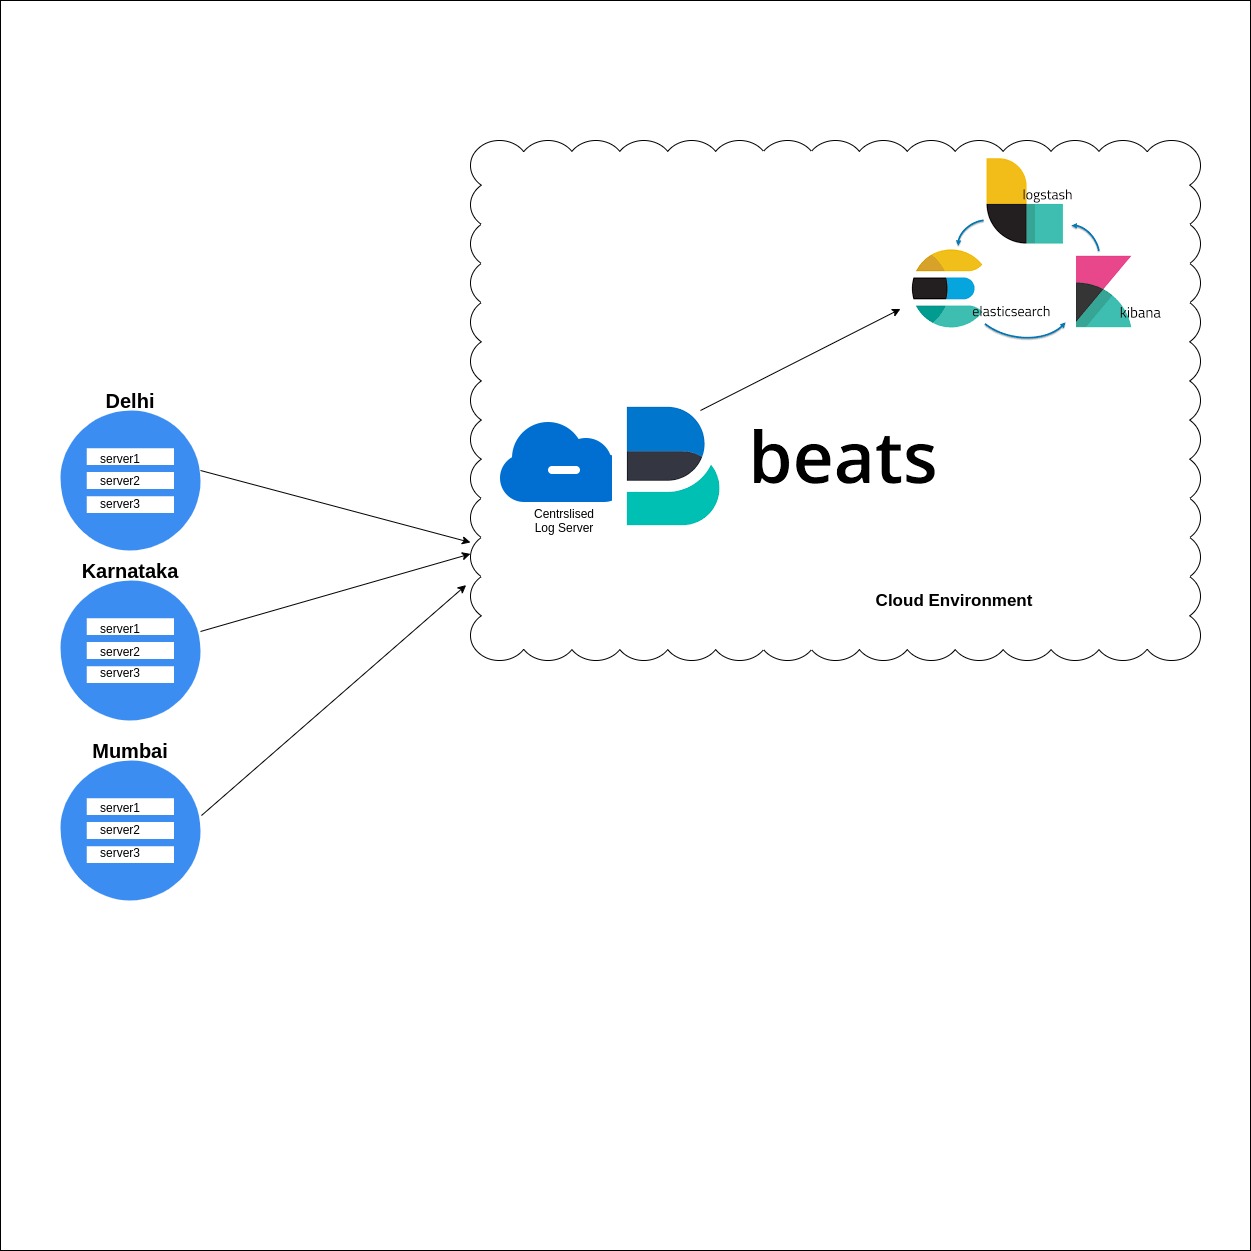 Delhi
server1
server2
server3
Karnataka
server1
server2
server3
Mumbai
server1
server2
server3
logstash
elasticsearch
kibana
beats
Centrslised
Log Server
Cloud Environment